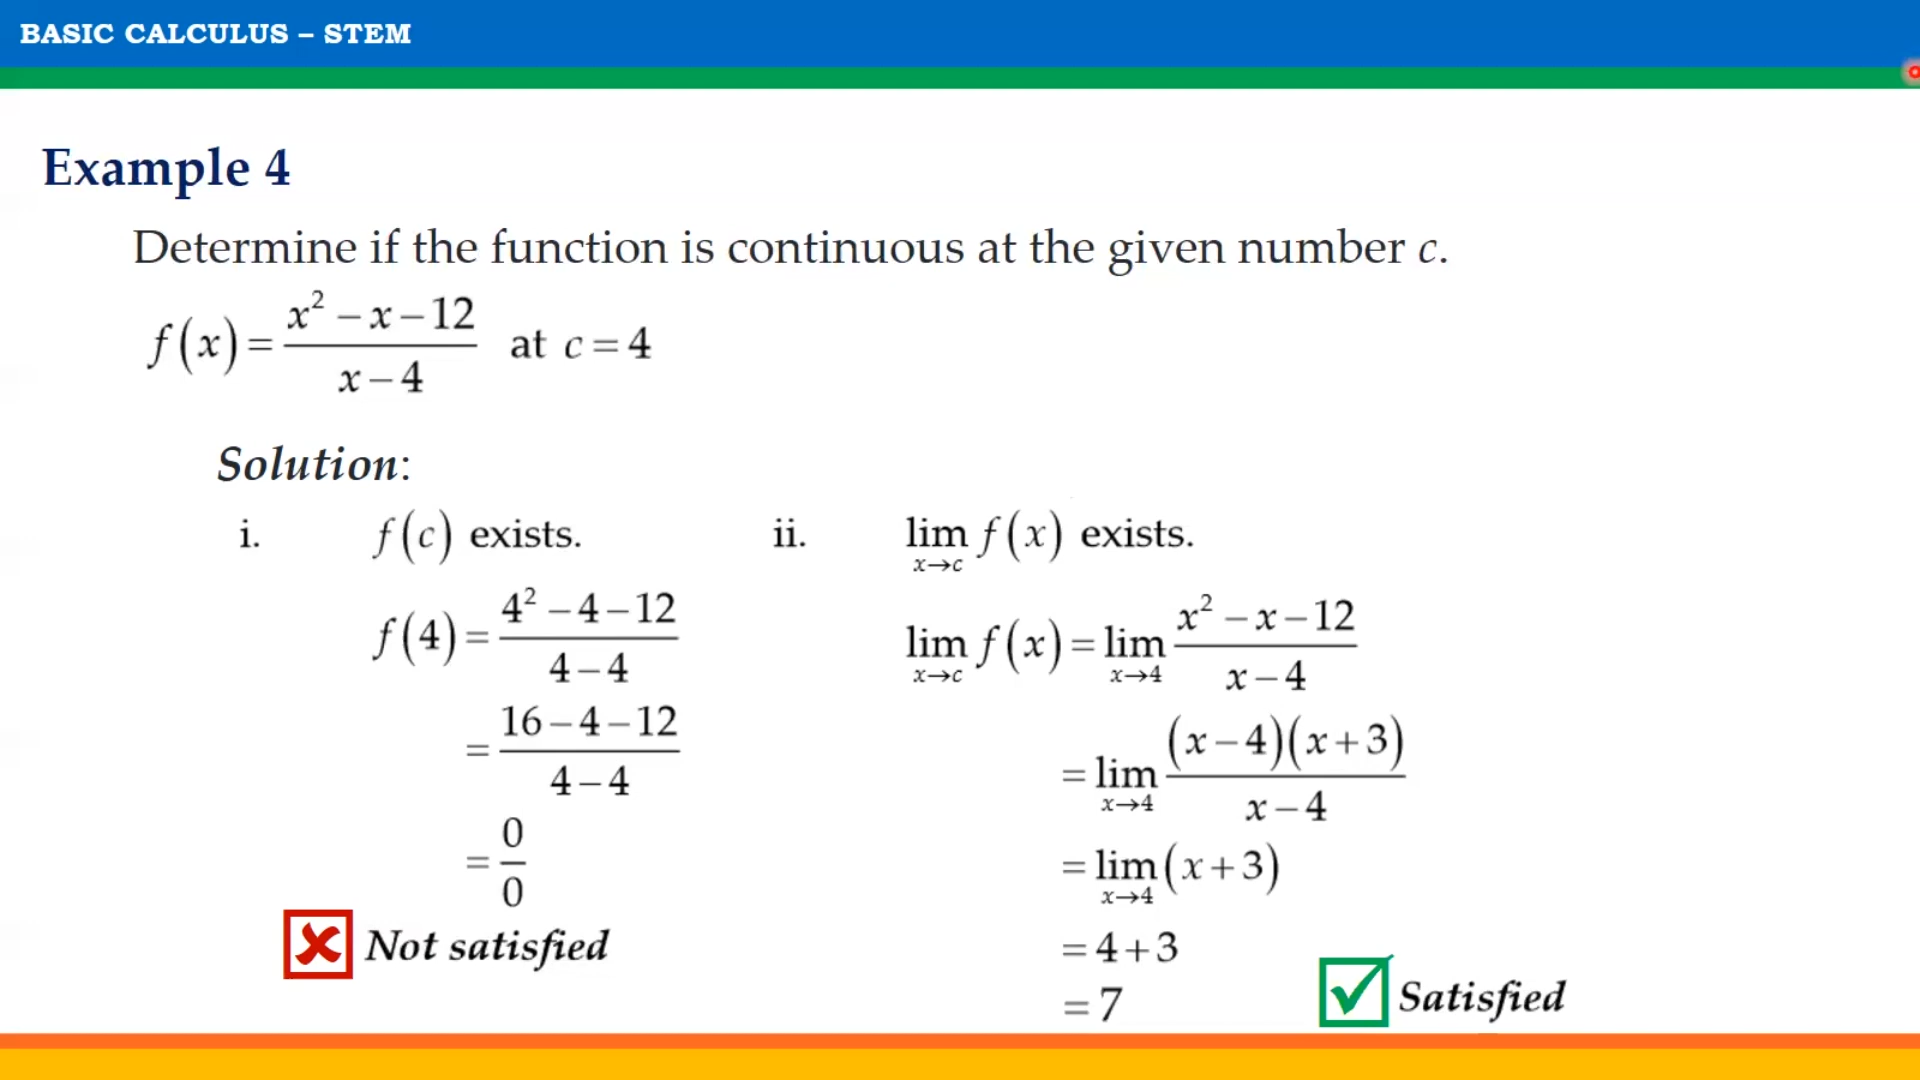 BASIC CALCULUS – STEM
Example 4
Determine if the function is continuous at the given number c.
f(x) = (x² − x − 12)/(x − 4) at c = 4
Solution:
i. f(c) exists.
f(4) = (4² − 4 − 12)/(4 − 4)
= (16 − 4 − 12)/(4 − 4)
= 0/0
Not satisfied
ii. lim x→c f(x) exists.
lim x→c f(x) = lim x→4 (x² − x − 12)/(x − 4)
= lim x→4 (x − 4)(x + 3)/(x − 4)
= lim x→4 (x + 3)
= 4 + 3
= 7
Satisfied